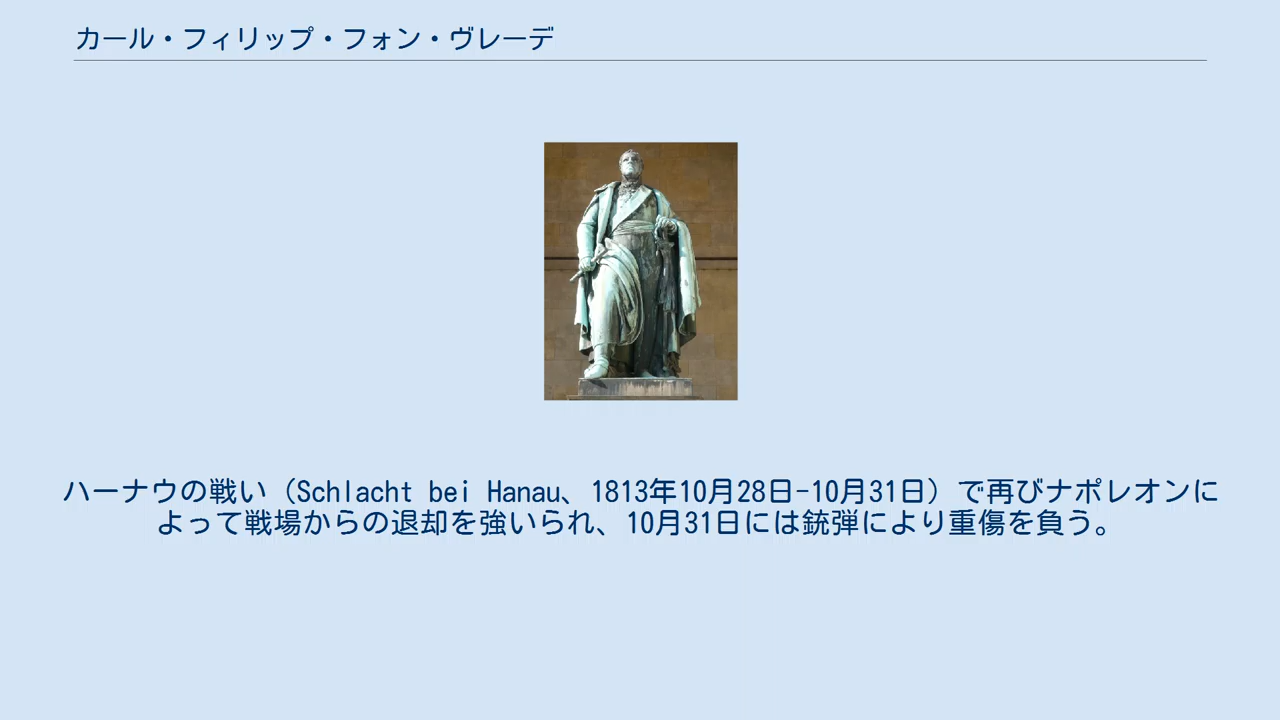 カール・フィリップ・フォン・ヴレーデ
ハーナウの戦い（Schlacht bei Hanau、1813年10月28日-10月31日）で再びナポレオンに
よって戦場からの退却を強いられ、10月31日には銃弾により重傷を負う。